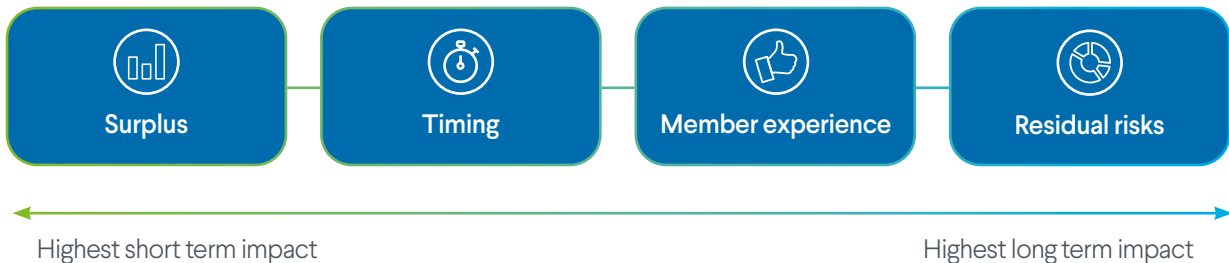 Surplus
Timing
Member experience
Residual risks
Highest short term impact
Highest long term impact